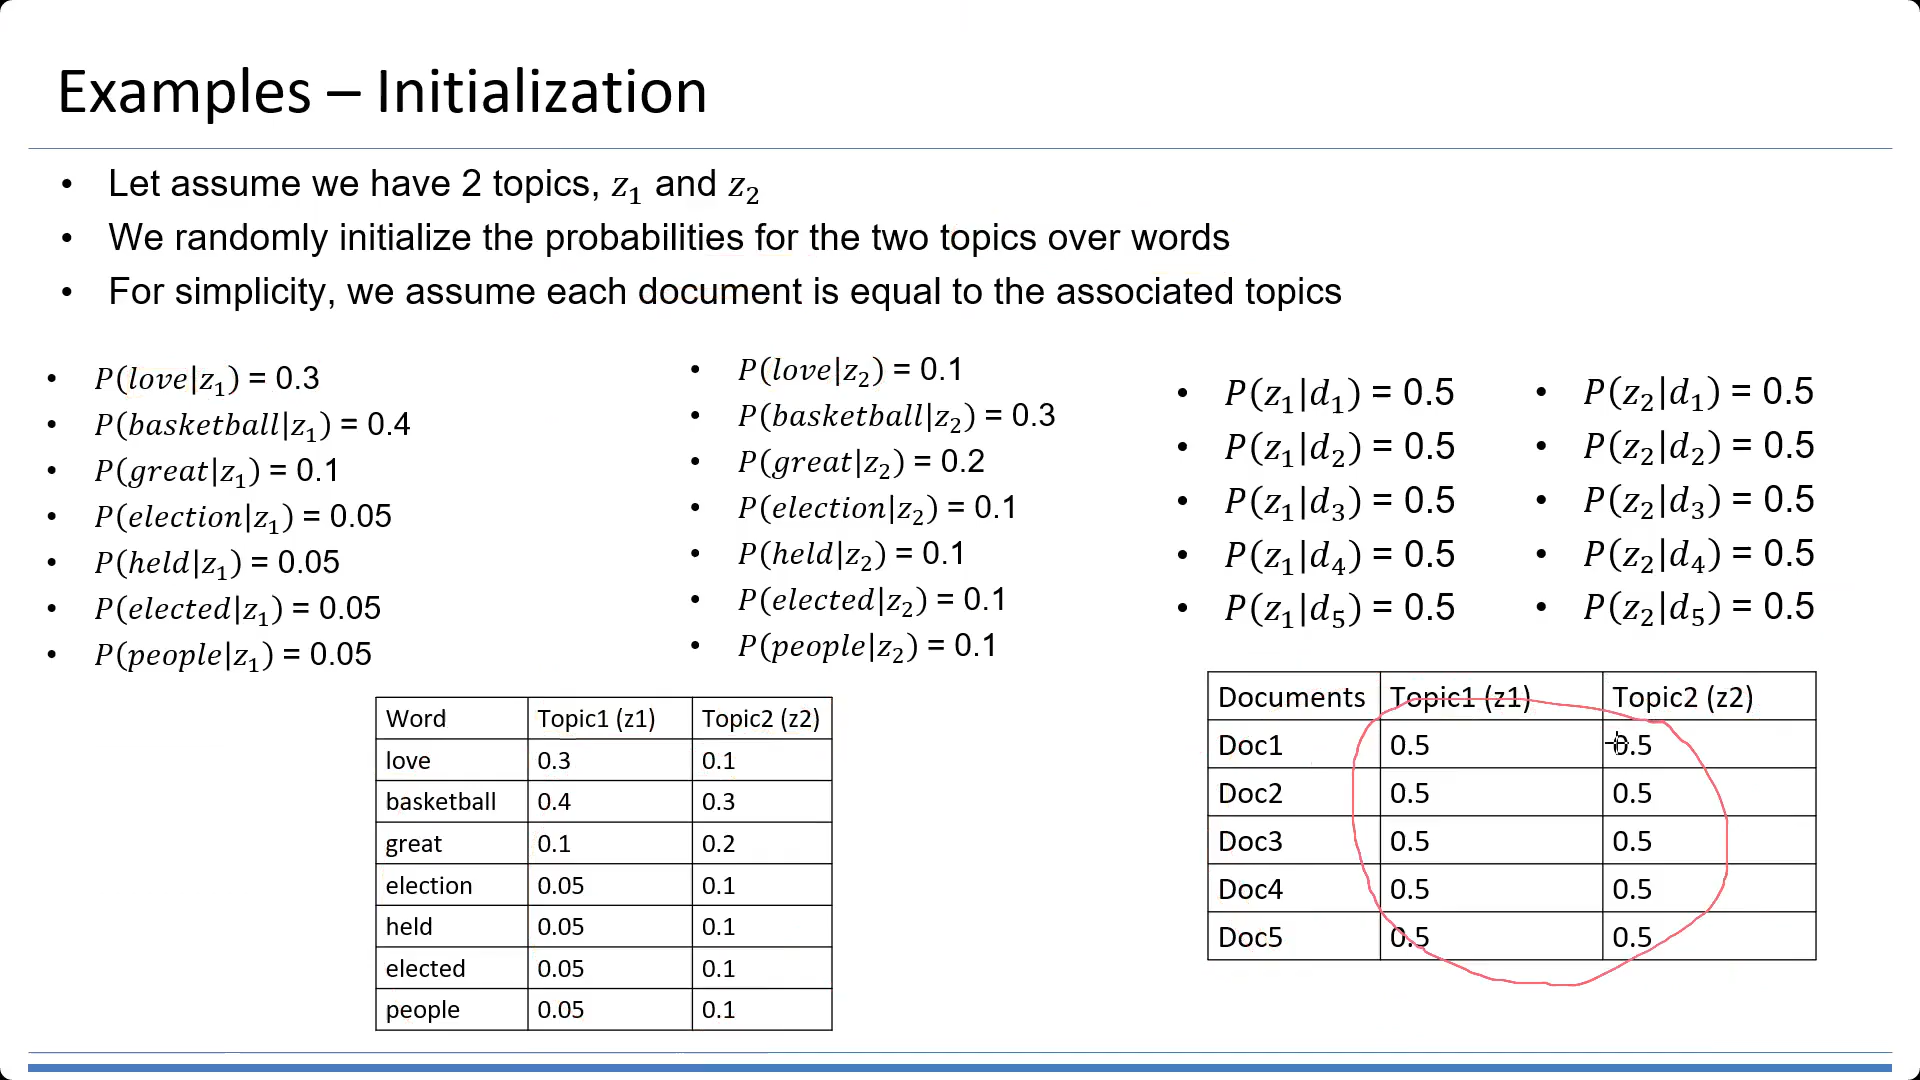 Examples – Initialization
• Let assume we have 2 topics, z₁ and z₂
• We randomly initialize the probabilities for the two topics over words
• For simplicity, we assume each document is equal to the associated topics
• P(love|z₁) = 0.3
• P(basketball|z₁) = 0.4
• P(great|z₁) = 0.1
• P(election|z₁) = 0.05
• P(held|z₁) = 0.05
• P(elected|z₁) = 0.05
• P(people|z₁) = 0.05
• P(love|z₂) = 0.1
• P(basketball|z₂) = 0.3
• P(great|z₂) = 0.2
• P(election|z₂) = 0.1
• P(held|z₂) = 0.1
• P(elected|z₂) = 0.1
• P(people|z₂) = 0.1
• P(z₁|d₁) = 0.5
• P(z₁|d₂) = 0.5
• P(z₁|d₃) = 0.5
• P(z₁|d₄) = 0.5
• P(z₁|d₅) = 0.5
• P(z₂|d₁) = 0.5
• P(z₂|d₂) = 0.5
• P(z₂|d₃) = 0.5
• P(z₂|d₄) = 0.5
• P(z₂|d₅) = 0.5
Word Topic1 (z1) Topic2 (z2)
love 0.3 0.1
basketball 0.4 0.3
great 0.1 0.2
election 0.05 0.1
held 0.05 0.1
elected 0.05 0.1
people 0.05 0.1
Documents Topic1 (z1) Topic2 (z2)
Doc1 0.5 0.5
Doc2 0.5 0.5
Doc3 0.5 0.5
Doc4 0.5 0.5
Doc5 0.5 0.5